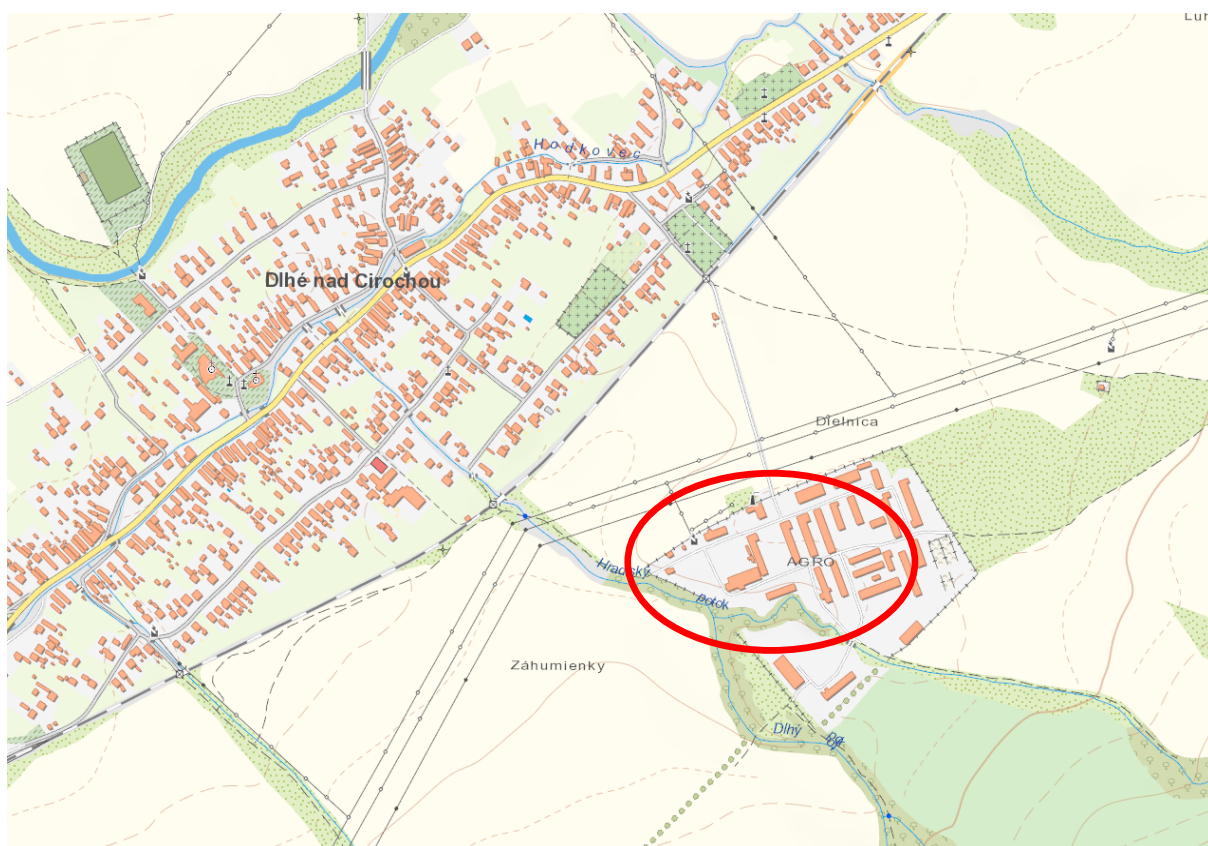 Hodkovec
Dlhé nad Cirochou
Dielnica
AGRO
Hradský
potok
Záhumienky
Dlhý